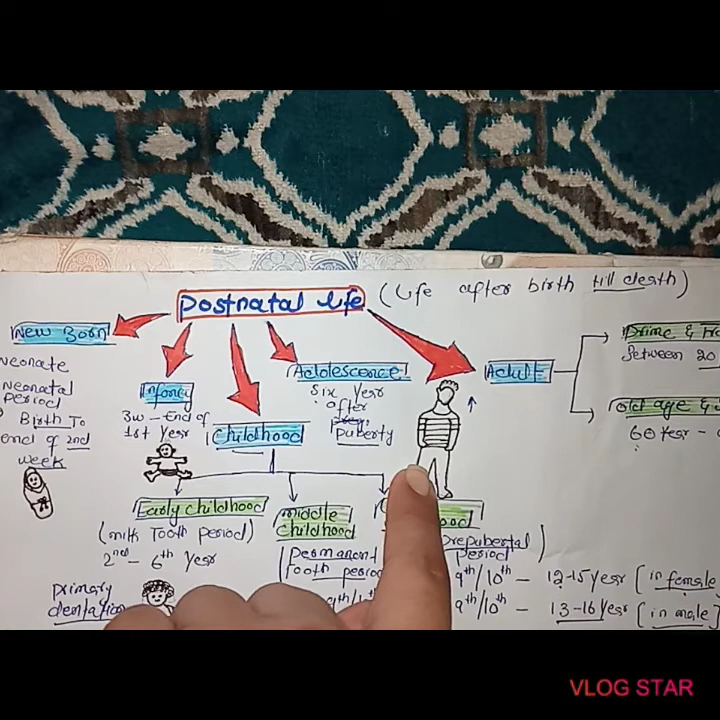 Postnatal life (Life after birth till death)
New Born
neonate
neonatal
period
Birth To
end of 2nd
week
Infancy
3w - End of
1st Year
Childhood
Adolescence
Six Year
after
puberty
Adult
Prime &
Between 20
old age &
60 Year -
Early childhood
(milk Tooth period)
2nd - 6th Year
Primary
dentation
middle
childhood
Permanant
Tooth period
Prepubertal
period
9th/10th - 12-15 Year (in female
9th/10th - 13-16 Year (in male)
VLOG STAR